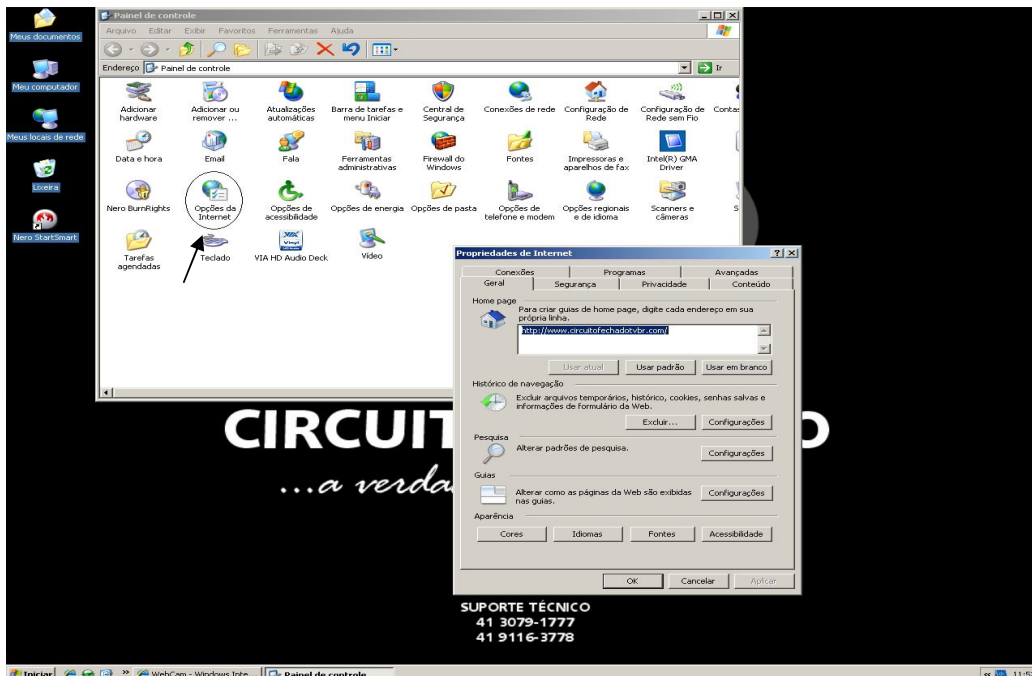 Meus documentos
Meu computador
Meus locais de rede
Lixeira
Nero StartSmart
Painel de controle
Arquivo Editar Exibir Favoritos Ferramentas Ajuda
Endereço Painel de controle Ir
Adicionar hardware
Adicionar ou remover ...
Atualizações automáticas
Barra de tarefas e menu Iniciar
Central de Segurança
Conexões de rede
Configuração de Rede
Configuração de Rede sem Fio
Data e hora
Email
Fala
Ferramentas administrativas
Firewall do Windows
Fontes
Impressoras e aparelhos de fax
Intel(R) GMA Driver
Nero BurnRights
Opções da Internet
Opções de acessibilidade
Opções de energia
Opções de pasta
Opções de telefone e modem
Opções regionais e de idioma
Scanners e câmeras
Tarefas agendadas
Teclado
VIA HD Audio Deck
Vídeo
Propriedades de Internet
Conexões Programas Avançadas
Geral Segurança Privacidade Conteúdo
Home page
Para criar guias de home page, digite cada endereço em sua
própria linha.
http://www.circuitofechadotvbr.com/
Usar atual Usar padrão Usar em branco
Histórico de navegação
Excluir arquivos temporários, histórico, cookies, senhas salvas e
informações de formulário da Web.
Excluir... Configurações
Pesquisa
Alterar padrões de pesquisa.
Configurações
Guias
Alterar como as páginas da Web são exibidas
nas guias.
Configurações
Aparência
Cores Idiomas Fontes Acessibilidade
OK Cancelar Aplicar
...a
SUPORTE TÉCNICO
41 3079-1777
41 9116-3778
Iniciar WebCam - Windows Inte... Painel de controle